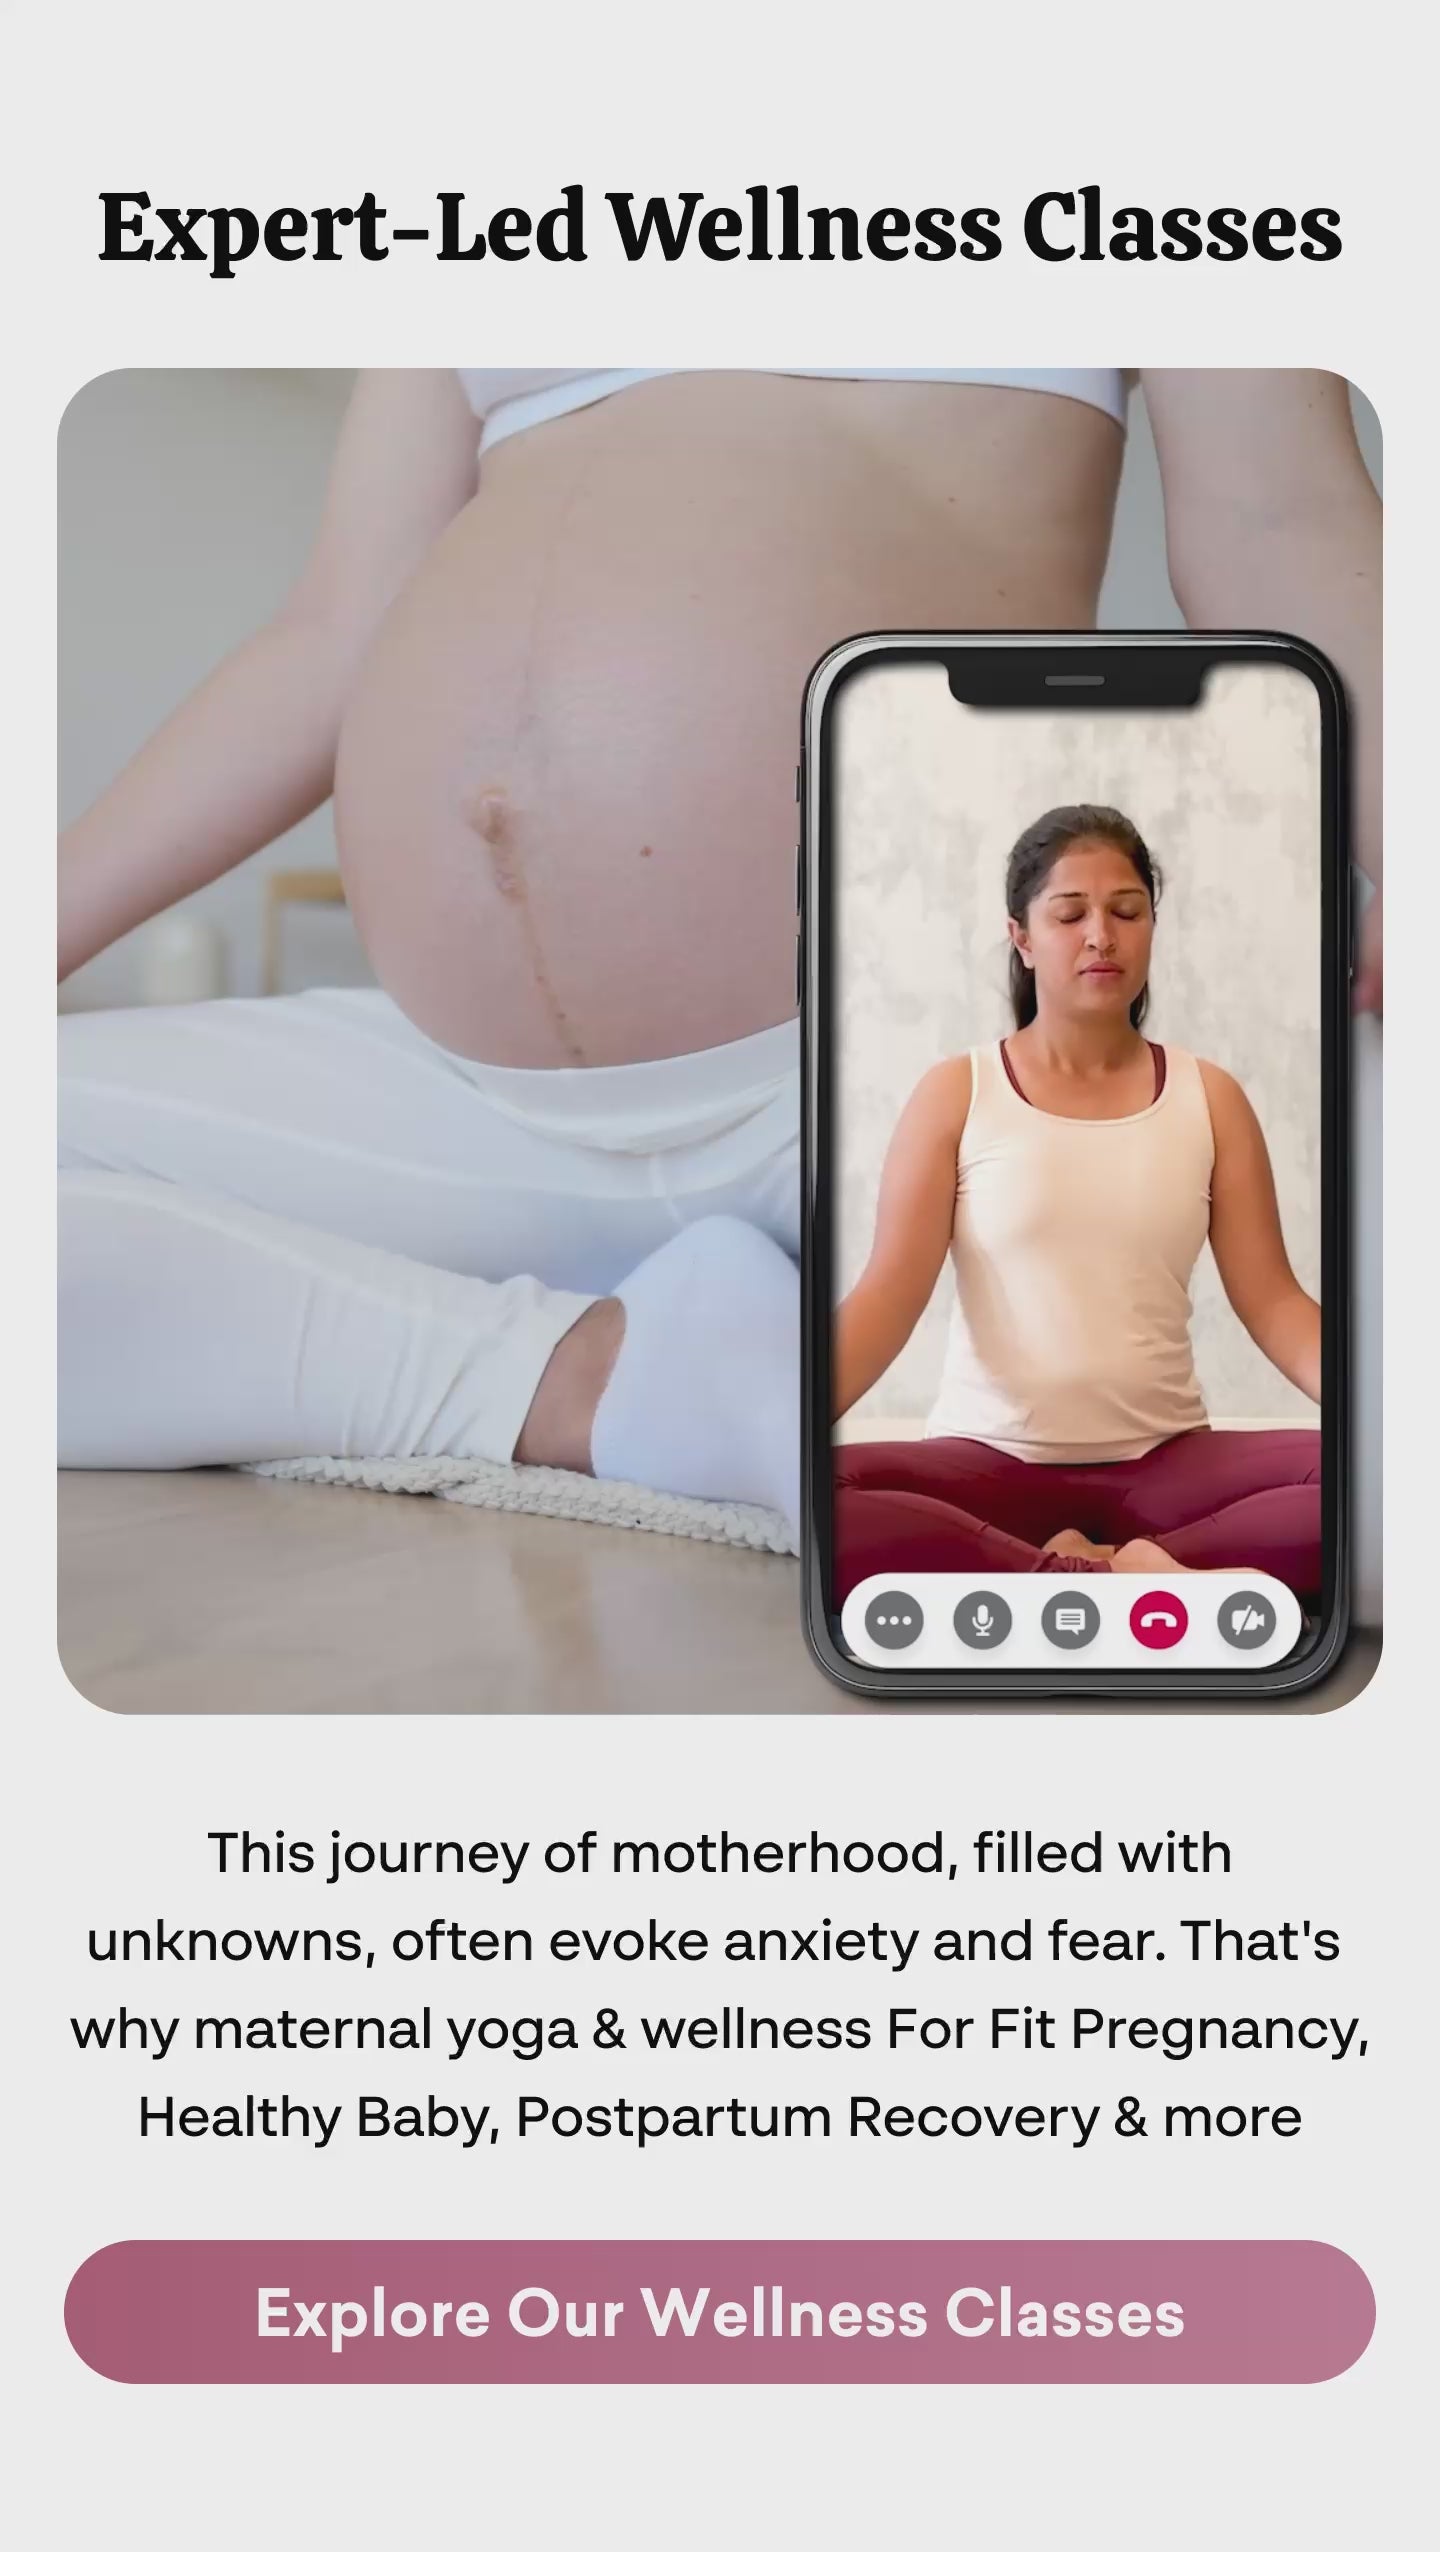 Expert-Led Wellness Classes
This journey of motherhood, filled with
unknowns, often evoke anxiety and fear. That's
why maternal yoga & wellness For Fit Pregnancy,
Healthy Baby, Postpartum Recovery & more
Explore Our Wellness Classes